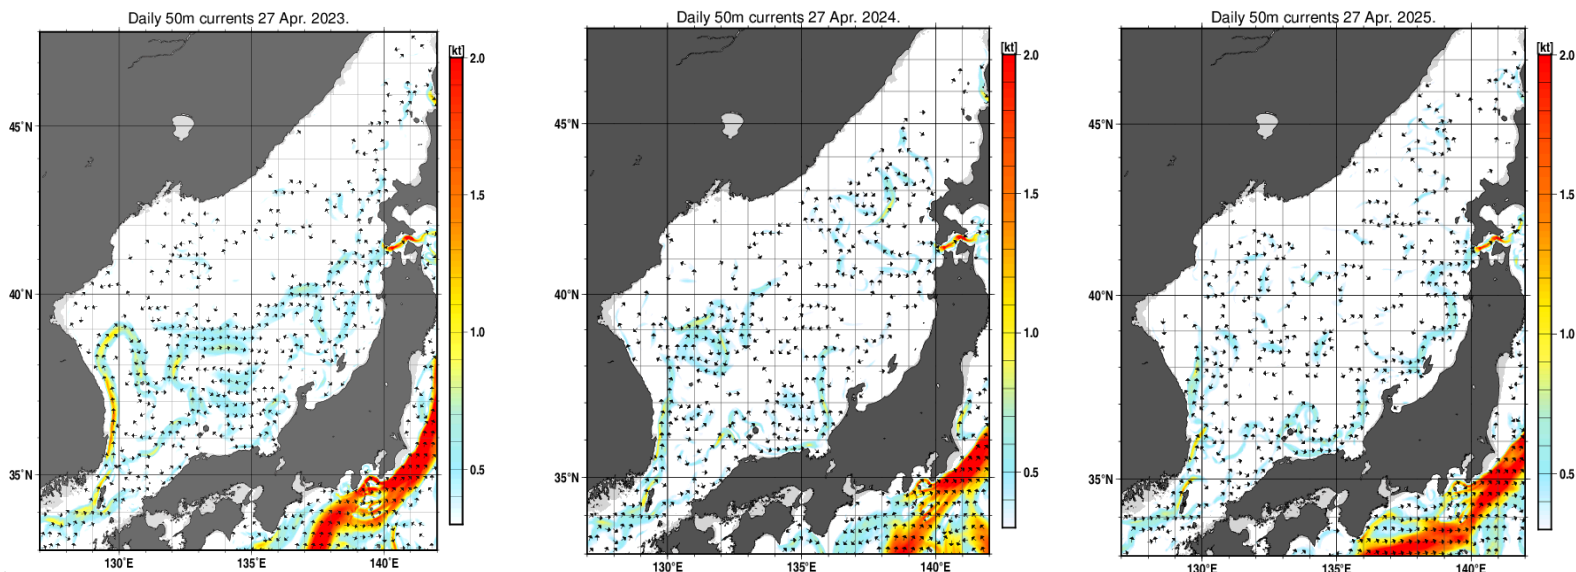 Daily 50m currents 27 Apr. 2023.
[kt]
2.0
1.5
1.0
0.5
45°N
40°N
35°N
130°E
135°E
140°E
Daily 50m currents 27 Apr. 2024.
[kt]
2.0
1.5
1.0
0.5
45°N
40°N
35°N
130°E
135°E
140°E
Daily 50m currents 27 Apr. 2025.
[kt]
2.0
1.5
1.0
0.5
45°N
40°N
35°N
130°E
135°E
140°E